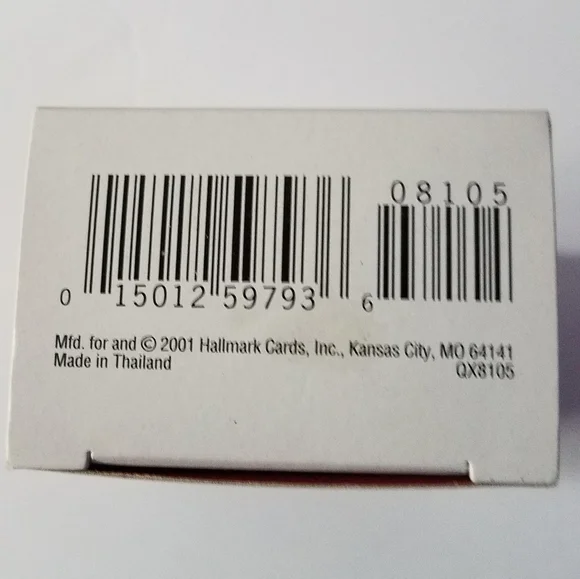 08105
0 15012 59793 6
Mfd. for and © 2001 Hallmark Cards, Inc., Kansas City, MO 64141
Made in Thailand
QX8105